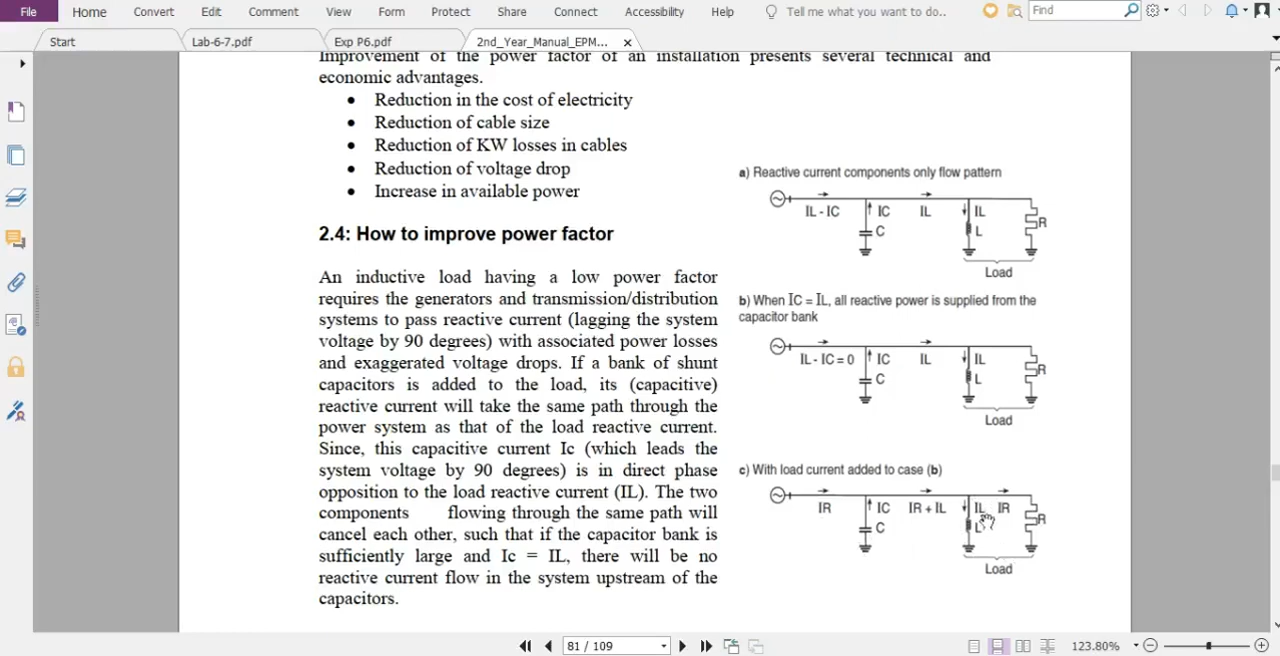 File Home Convert Edit Comment View Form Protect Share Connect Accessibility Help Tell me what you want to do.. Find
Start Lab-6-7.pdf Exp P6.pdf 2nd_Year_Manual_EPM... ×
Improvement of the power factor of an installation presents several technical and
economic advantages.
• Reduction in the cost of electricity
• Reduction of cable size
• Reduction of KW losses in cables
• Reduction of voltage drop
• Increase in available power
2.4: How to improve power factor
An inductive load having a low power factor
requires the generators and transmission/distribution
systems to pass reactive current (lagging the system
voltage by 90 degrees) with associated power losses
and exaggerated voltage drops. If a bank of shunt
capacitors is added to the load, its (capacitive)
reactive current will take the same path through the
power system as that of the load reactive current.
Since, this capacitive current Ic (which leads the
system voltage by 90 degrees) is in direct phase
opposition to the load reactive current (IL). The two
components flowing through the same path will
cancel each other, such that if the capacitor bank is
sufficiently large and Ic = IL, there will be no
reactive current flow in the system upstream of the
capacitors.
a) Reactive current components only flow pattern
IL - IC IC IL IL
C L R
Load
b) When IC = IL, all reactive power is supplied from the
capacitor bank
IL - IC = 0 IC IL IL
C L R
Load
c) With load current added to case (b)
IR IC IR + IL IL IR
C L R
Load
81 / 109 123.80%